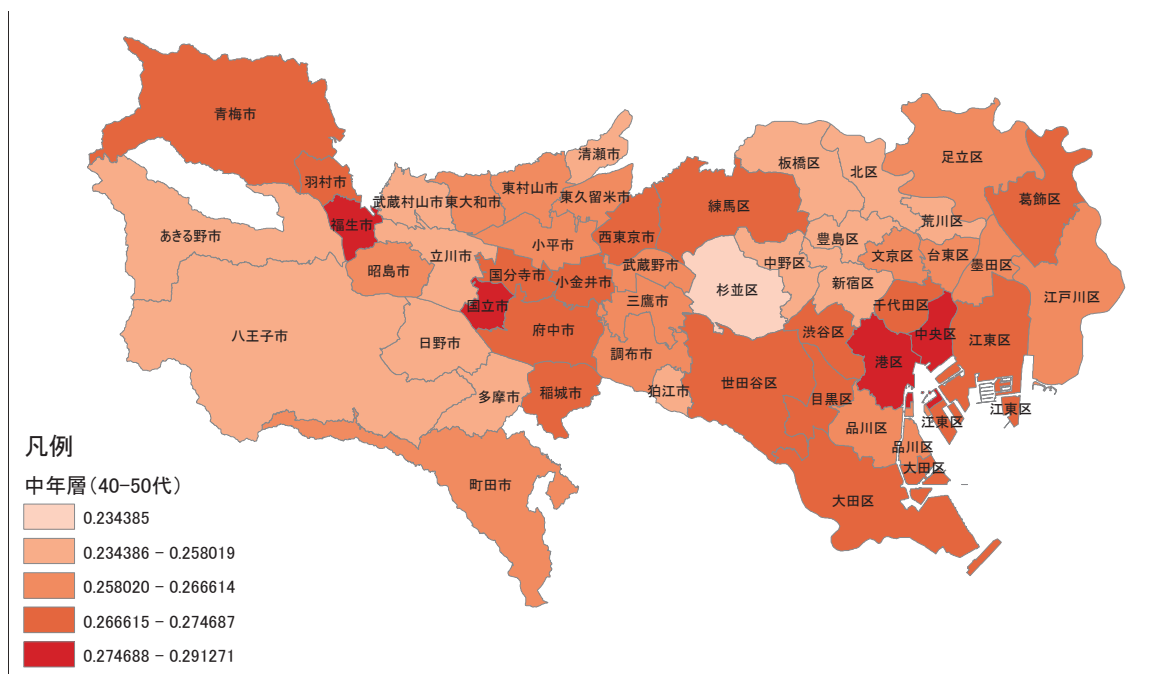 青梅市
羽村市
福生市
あきる野市
武蔵村山市
東大和市
東村山市
清瀬市
東久留米市
西東京市
練馬区
板橋区
北区
足立区
葛飾区
荒川区
豊島区
中野区
杉並区
新宿区
文京区
台東区
墨田区
江戸川区
昭島市
立川市
国分寺市
小平市
小金井市
武蔵野市
三鷹市
国立市
府中市
調布市
狛江市
八王子市
日野市
多摩市
稲城市
町田市
千代田区
中央区
港区
渋谷区
江東区
世田谷区
目黒区
品川区
江東区
江東区
品川区
大田区
大田区
凡例
中年層(40-50代)
0.234385
0.234386 - 0.258019
0.258020 - 0.266614
0.266615 - 0.274687
0.274688 - 0.291271